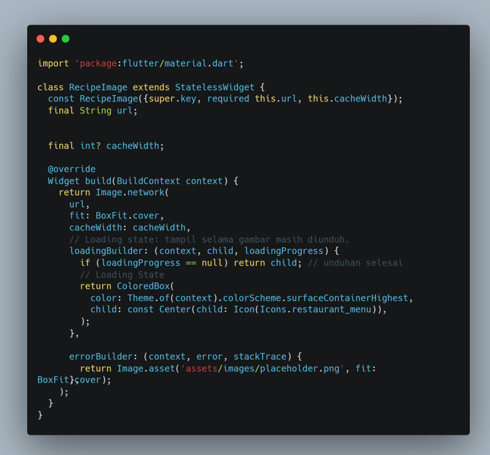 import 'package:flutter/material.dart';
class RecipeImage extends StatelessWidget {
const RecipeImage({super.key, required this.url, this.cacheWidth});
final String url;
final int? cacheWidth;
@override
Widget build(BuildContext context) {
return Image.network(
url,
fit: BoxFit.cover,
cacheWidth: cacheWidth,
// Loading state: tampil selama gambar masih diunduh.
loadingBuilder: (context, child, loadingProgress) {
if (loadingProgress == null) return child; // unduhan selesai
// Loading State
return ColoredBox(
color: Theme.of(context).colorScheme.surfaceContainerHighest,
child: const Center(child: Icon(Icons.restaurant_menu)),
);
},
errorBuilder: (context, error, stackTrace) {
return Image.asset('assets/images/placeholder.png', fit:
BoxFit.cover);
},
);
}
}